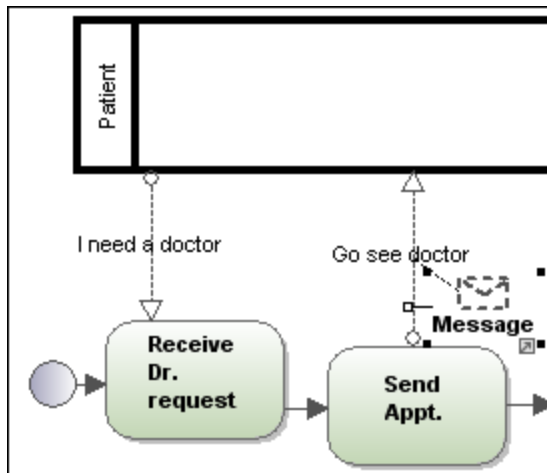 Patient
I need a doctor
Go see doctor
Message
Receive
Dr.
request
Send
Appt.